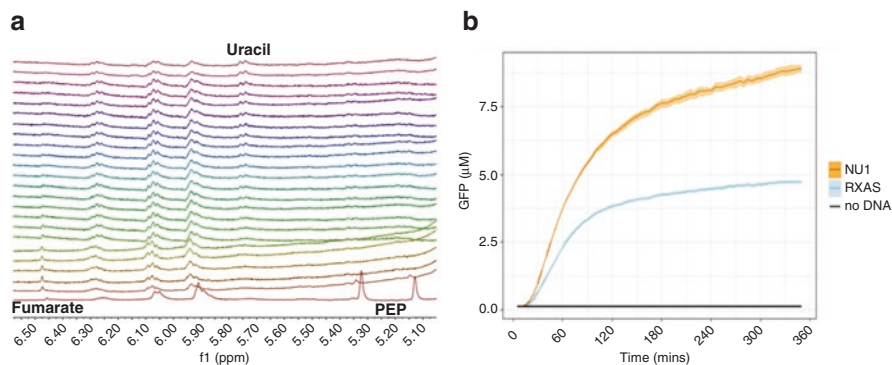 a
Uracil
Fumarate
PEP
6.50 6.40 6.30 6.20 6.10 6.00 5.90 5.80 5.70 5.60 5.50 5.40 5.30 5.20 5.10
f1 (ppm)
b
GFP (μM)
7.5
5.0
2.5
0.0
0 60 120 180 240 300 360
Time (mins)
NU1
RXAS
no DNA